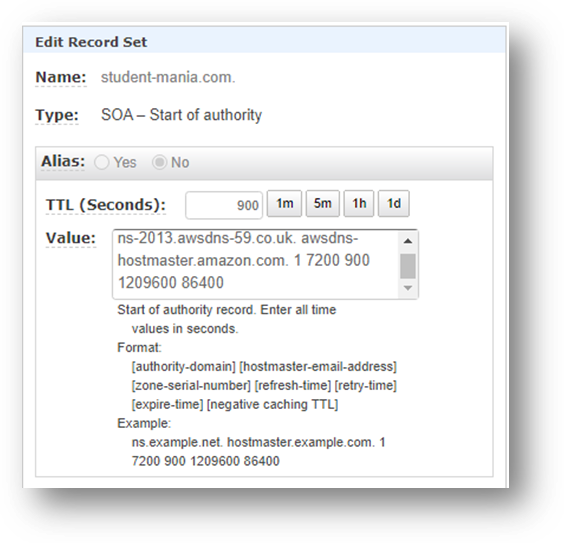 Edit Record Set
Name: student-mania.com.
Type: SOA – Start of authority
Alias: Yes No
TTL (Seconds): 900 1m 5m 1h 1d
Value: ns-2013.awsdns-59.co.uk. awsdns-
hostmaster.amazon.com. 1 7200 900
1209600 86400
Start of authority record. Enter all time
values in seconds.
Format:
[authority-domain] [hostmaster-email-address]
[zone-serial-number] [refresh-time] [retry-time]
[expire-time] [negative caching TTL]
Example:
ns.example.net. hostmaster.example.com. 1
7200 900 1209600 86400